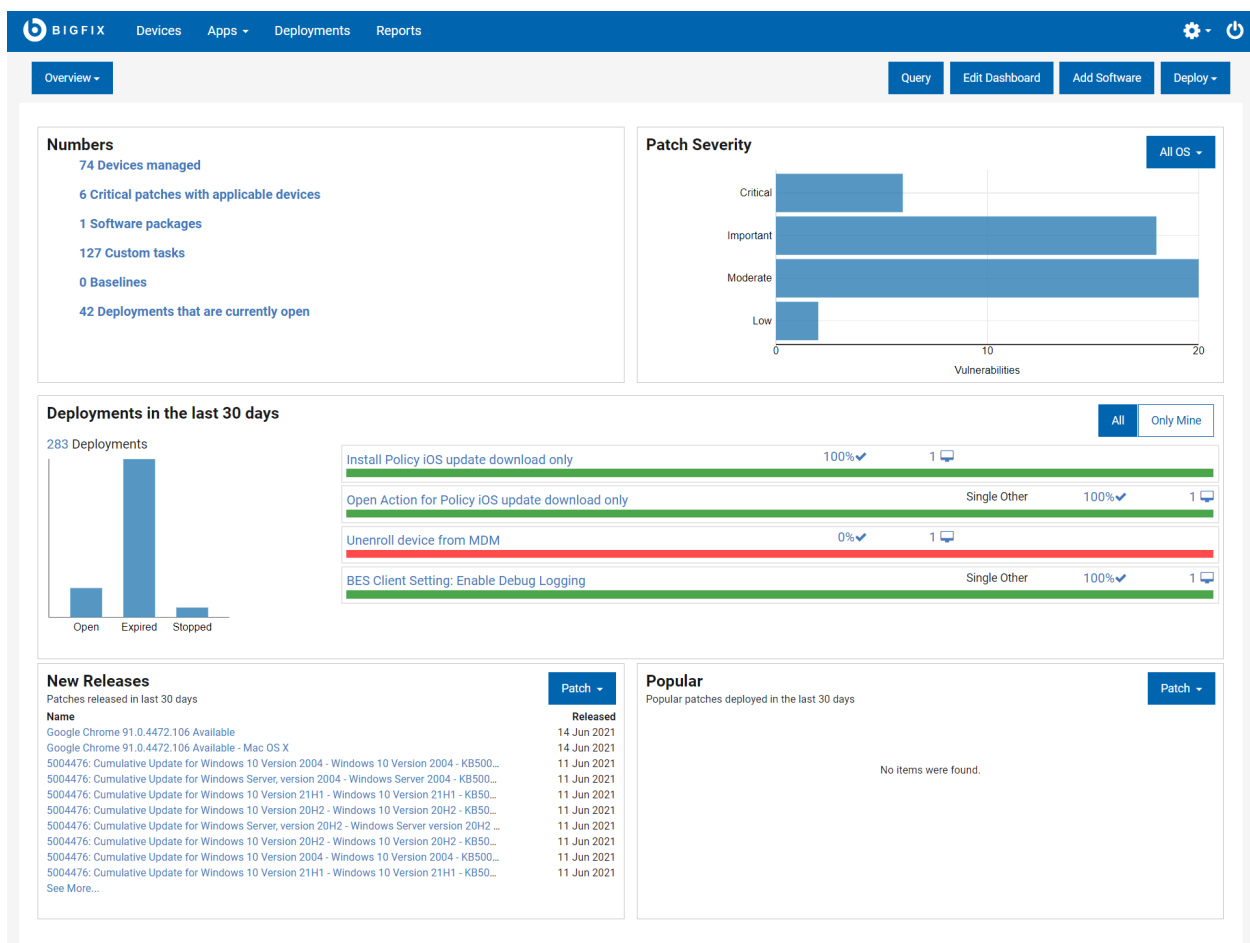 BIGFIX Devices Apps Deployments Reports
Overview Query Edit Dashboard Add Software Deploy
Numbers
74 Devices managed
6 Critical patches with applicable devices
1 Software packages
127 Custom tasks
0 Baselines
42 Deployments that are currently open
Patch Severity
All OS
Critical
Important
Moderate
Low
0 10 20
Vulnerabilities
Deployments in the last 30 days
All Only Mine
283 Deployments
Open Expired Stopped
Install Policy iOS update download only 100% 1
Open Action for Policy iOS update download only Single Other 100% 1
Unenroll device from MDM 0% 1
BES Client Setting: Enable Debug Logging Single Other 100% 1
New Releases
Patch
Patches released in last 30 days
Name Released
Google Chrome 91.0.4472.106 Available 14 Jun 2021
Google Chrome 91.0.4472.106 Available - Mac OS X 14 Jun 2021
5004476: Cumulative Update for Windows 10 Version 2004 - Windows 10 Version 2004 - KB500... 11 Jun 2021
5004476: Cumulative Update for Windows Server, version 2004 - Windows Server 2004 - KB500... 11 Jun 2021
5004476: Cumulative Update for Windows 10 Version 21H1 - Windows 10 Version 21H1 - KB50... 11 Jun 2021
5004476: Cumulative Update for Windows 10 Version 20H2 - Windows 10 Version 20H2 - KB50... 11 Jun 2021
5004476: Cumulative Update for Windows Server, version 20H2 - Windows Server version 20H2 ... 11 Jun 2021
5004476: Cumulative Update for Windows 10 Version 20H2 - Windows 10 Version 20H2 - KB50... 11 Jun 2021
5004476: Cumulative Update for Windows 10 Version 2004 - Windows 10 Version 2004 - KB500... 11 Jun 2021
5004476: Cumulative Update for Windows 10 Version 21H1 - Windows 10 Version 21H1 - KB50... 11 Jun 2021
See More...
Popular
Patch
Popular patches deployed in the last 30 days
No items were found.